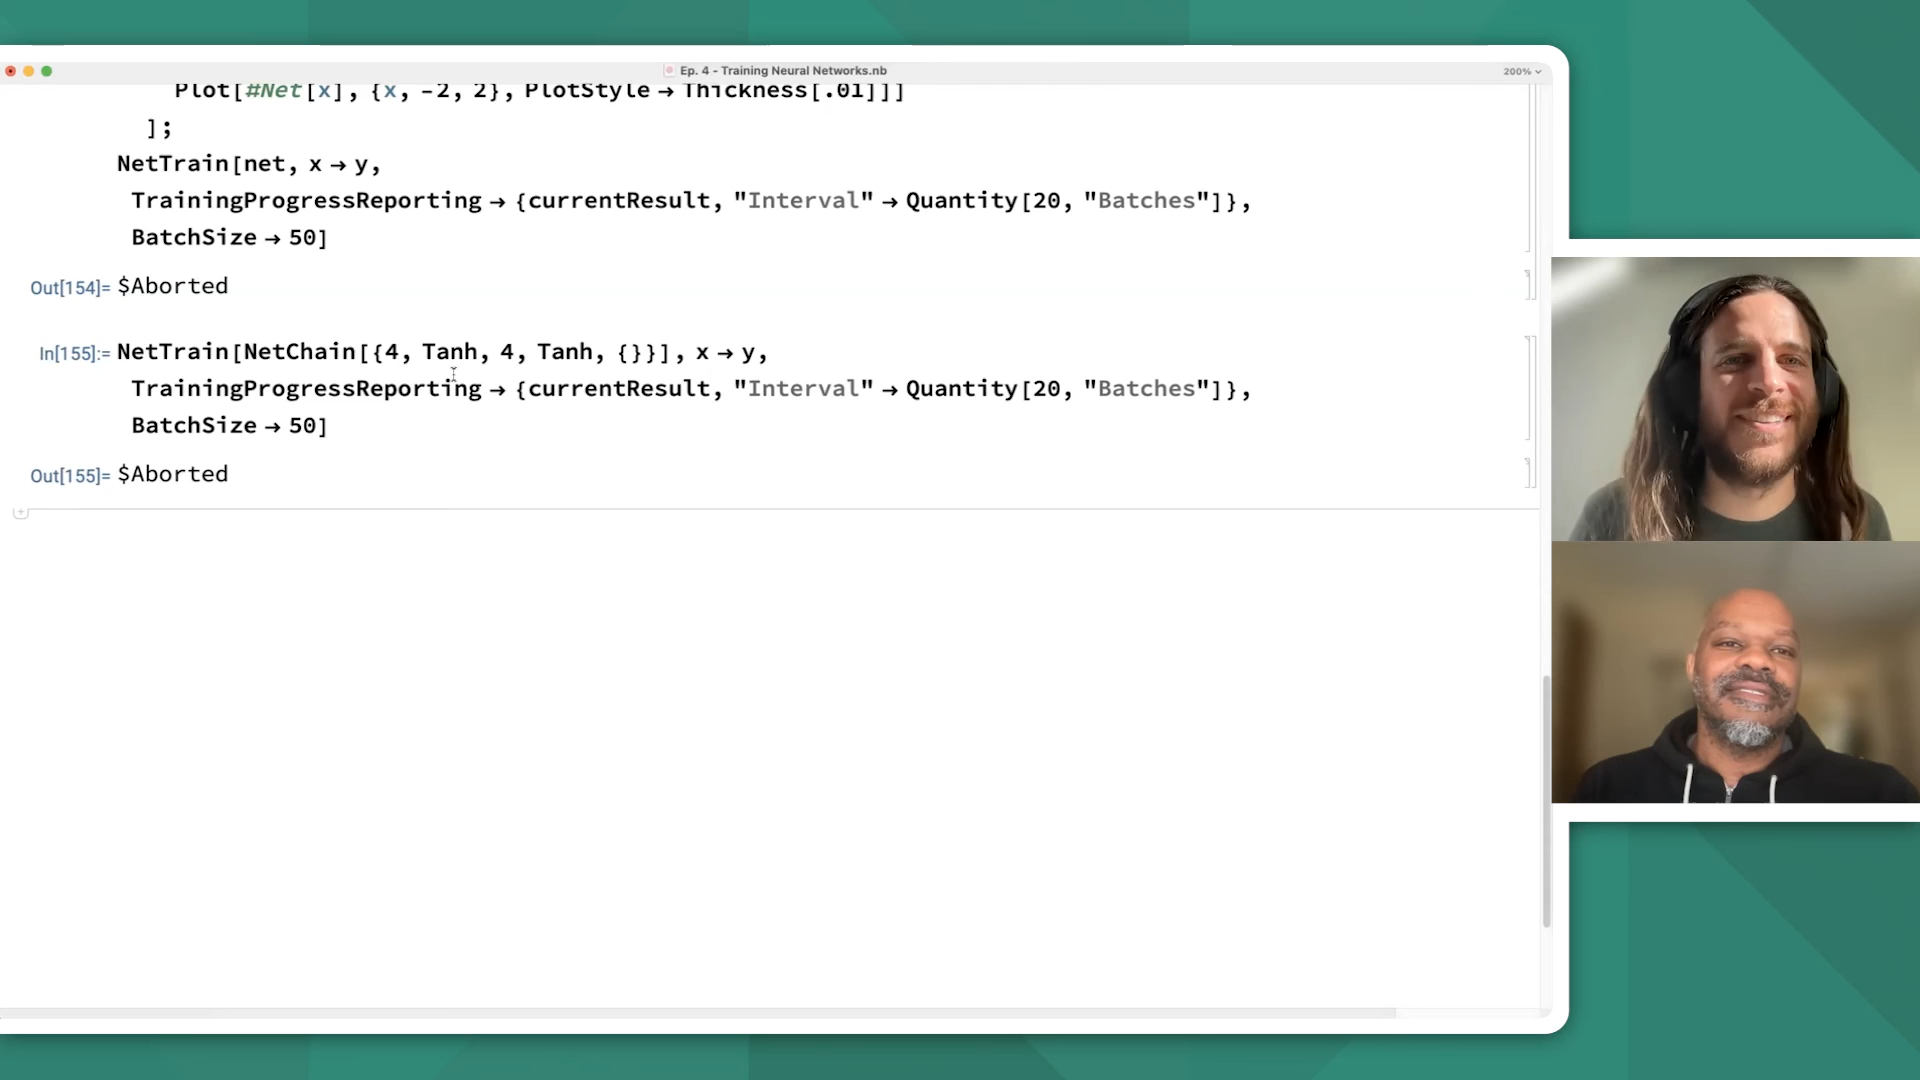 Ep. 4 - Training Neural Networks.nb
200%
Plot[#Net[x], {x, -2, 2}, PlotStyle → Thickness[.01]]]
];
NetTrain[net, x → y,
TrainingProgressReporting → {currentResult, "Interval" → Quantity[20, "Batches"]},
BatchSize → 50]
Out[154]= $Aborted
In[155]:= NetTrain[NetChain[{4, Tanh, 4, Tanh, {}}], x → y,
TrainingProgressReporting → {currentResult, "Interval" → Quantity[20, "Batches"]},
BatchSize → 50]
Out[155]= $Aborted